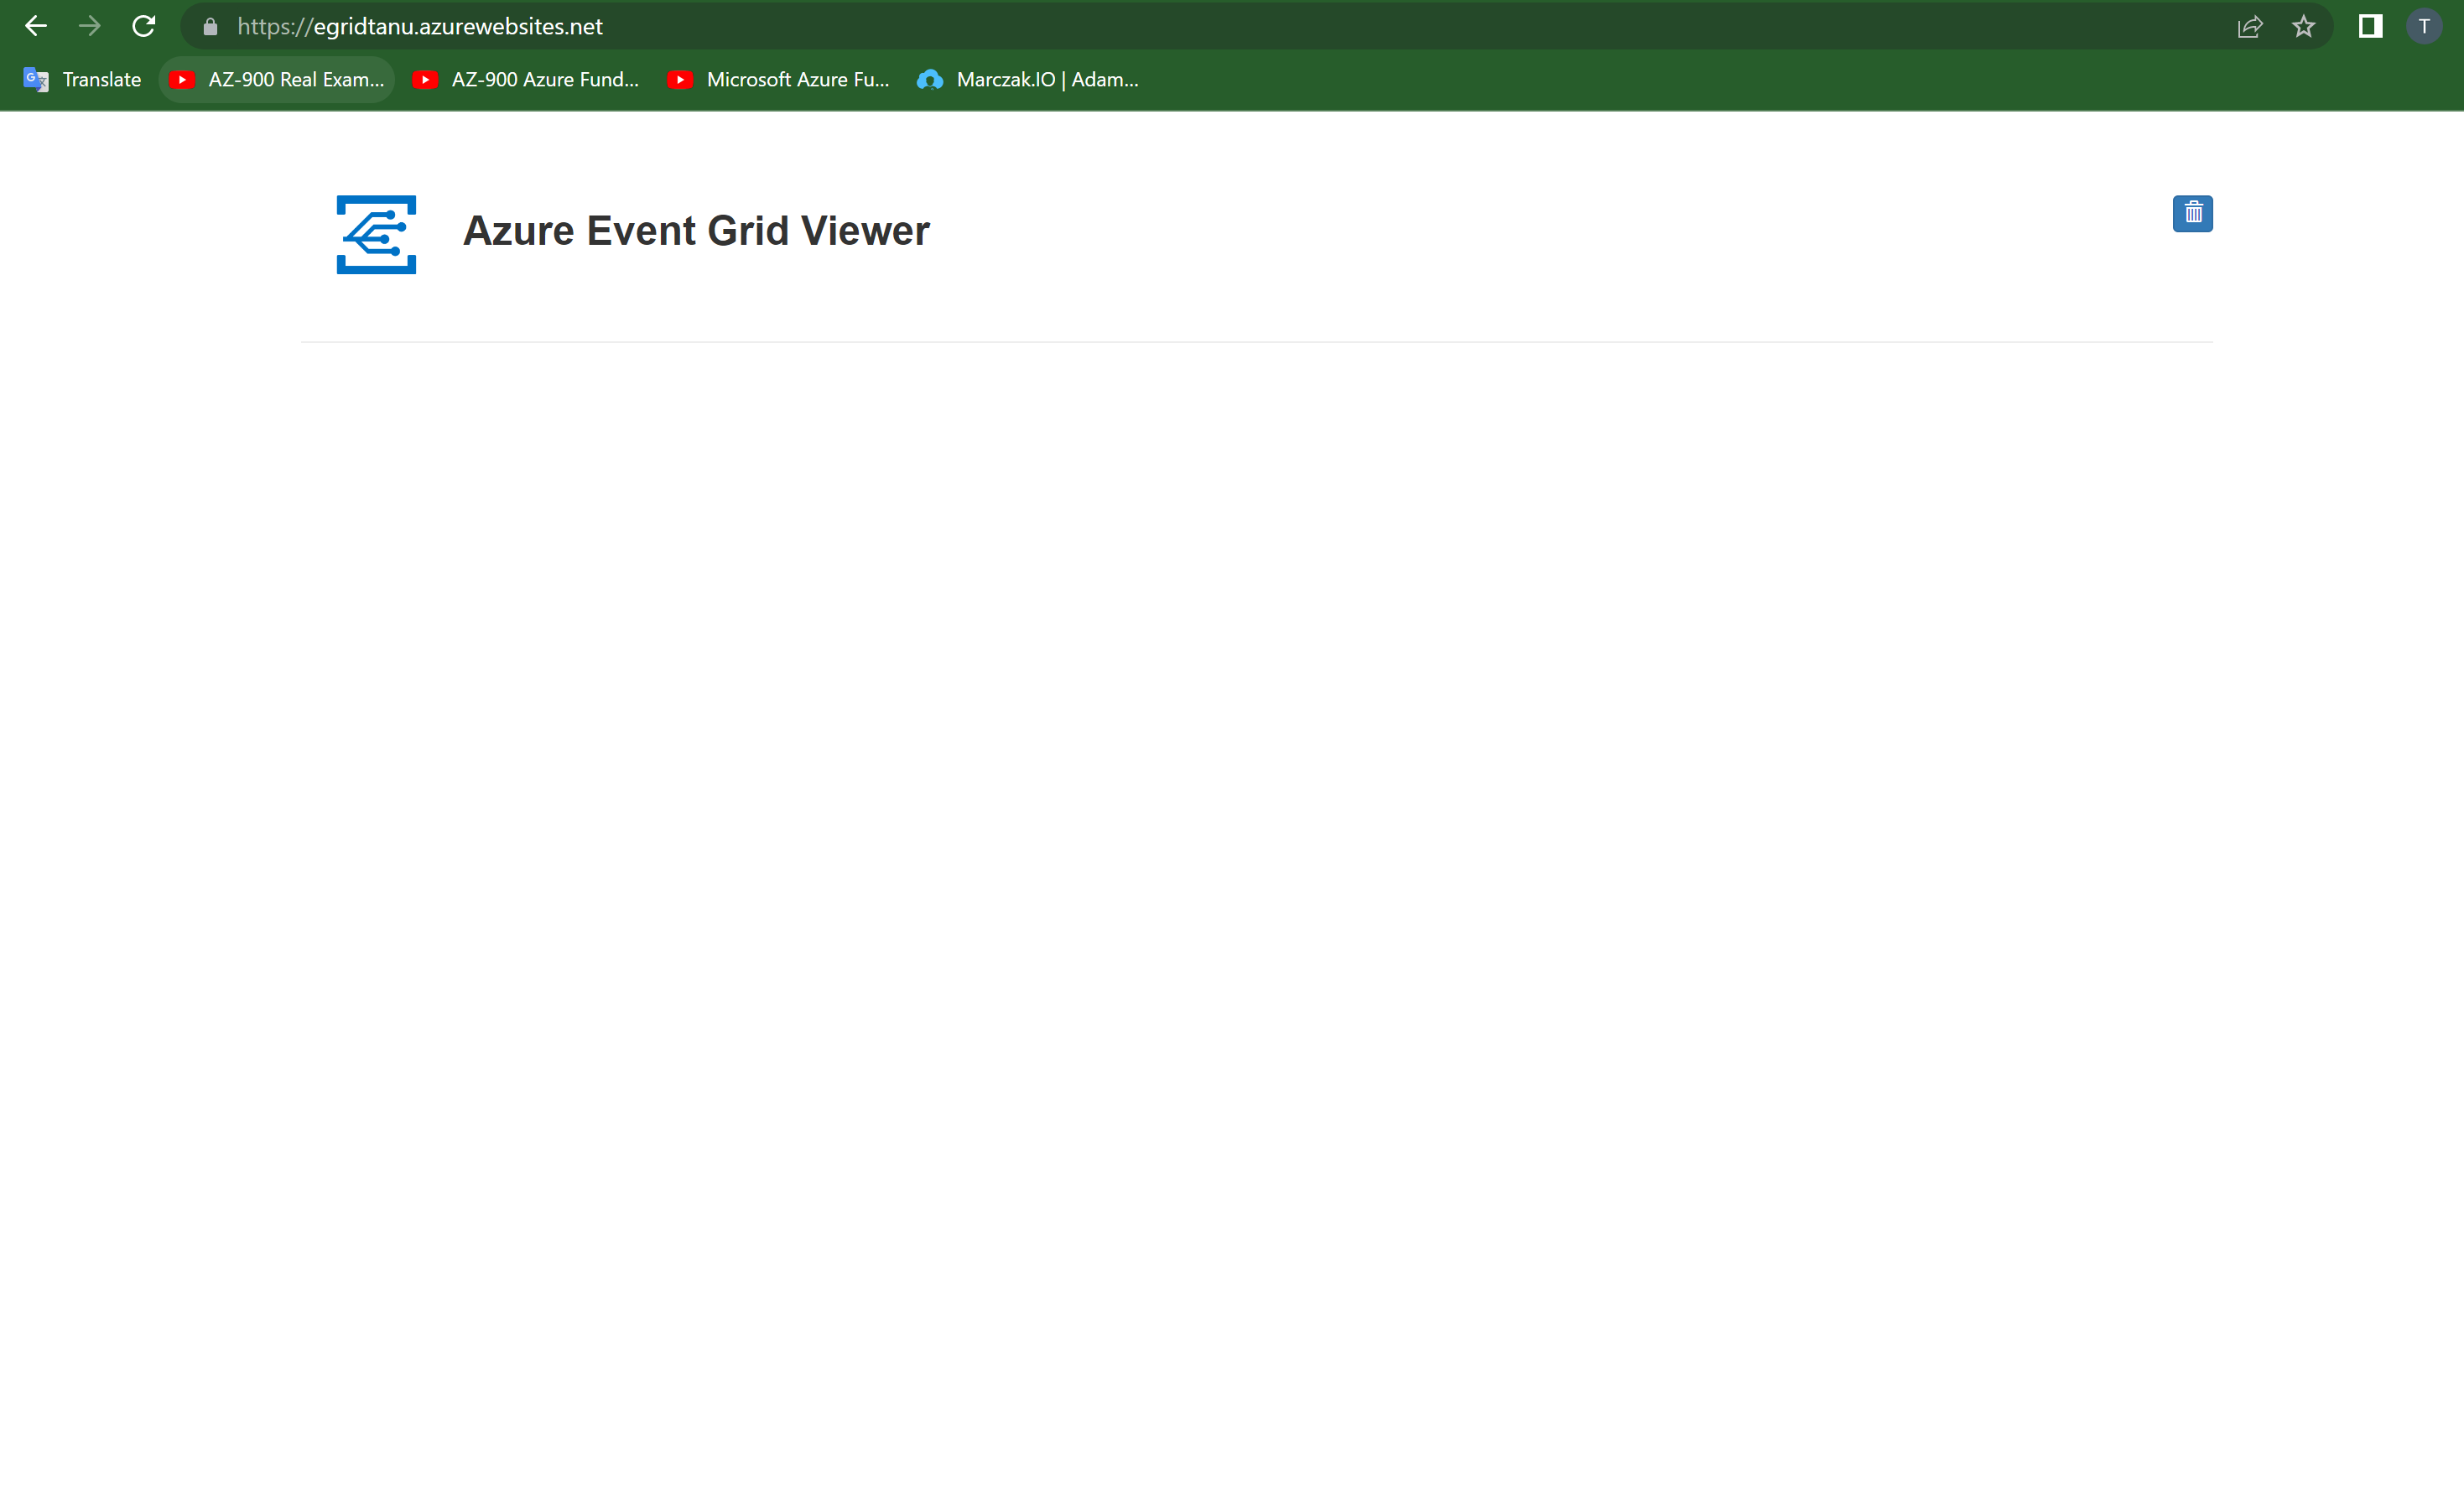 https://egridtanu.azurewebsites.net
T
Translate
AZ-900 Real Exam...
AZ-900 Azure Fund...
Microsoft Azure Fu...
Marczak.IO | Adam...
Azure Event Grid Viewer